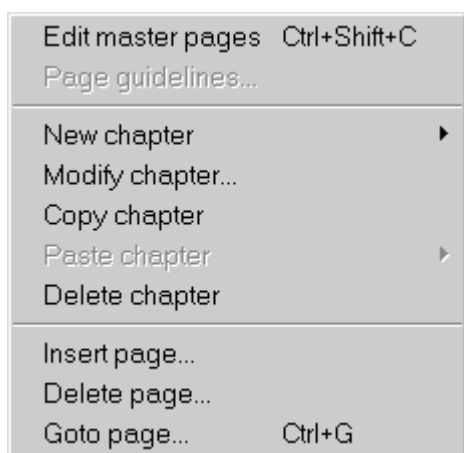 Edit master pages Ctrl+Shift+C
Page guidelines...
New chapter
Modify chapter...
Copy chapter
Paste chapter
Delete chapter
Insert page...
Delete page...
Goto page... Ctrl+G